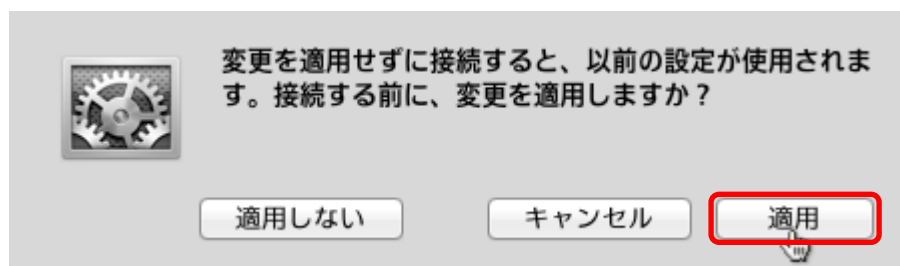 変更を適用せずに接続すると、以前の設定が使用されま
す。接続する前に、変更を適用しますか？
適用しない
キャンセル
適用